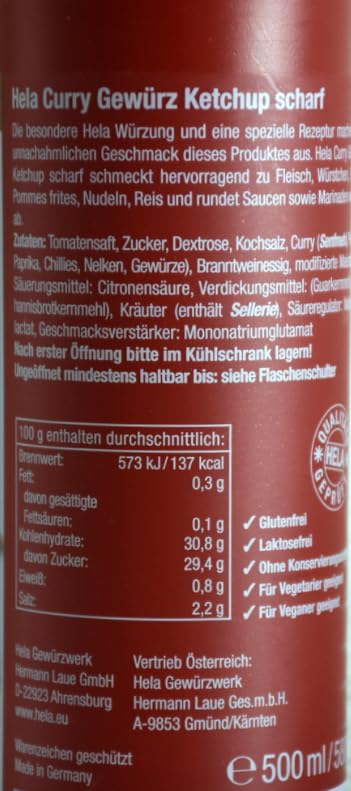 Hela Curry Gewürz Ketchup scharf
Die besondere Hela Würzung und eine spezielle Rezeptur
unnachahmlichen Geschmack dieses Produktes aus. Hela Curry
Ketchup scharf schmeckt hervorragend zu Fleisch, Würstchen,
Pommes frites, Nudeln, Reis und rundet Saucen sowie Marinaden
ab.
Zutaten: Tomatensaft, Zucker, Dextrose, Kochsalz, Curry (Senfmehl,
Paprika, Chillies, Nelken, Gewürze), Branntweinessig, modifizierte
Säuerungsmittel: Citronensäure, Verdickungsmittel: (Guarkernmehl
hannisbrotkernmehl), Kräuter (enthält Sellerie), Säureregulator:
lactat, Geschmacksverstärker: Mononatriumglutamat
Nach erster Öffnung bitte im Kühlschrank lagern!
Ungeöffnet mindestens haltbar bis: siehe Flaschenschulter
100 g enthalten durchschnittlich:
Brennwert: 573 kJ/137 kcal
Fett: 0,3 g
davon gesättigte
Fettsäuren: 0,1 g
Kohlenhydrate: 30,8 g
davon Zucker: 29,4 g
Eiweiß: 0,8 g
Salz: 2,2 g
QUALITÄT
HELA
GEPRÜFT
✓ Glutenfrei
✓ Laktosefrei
✓ Ohne
✓ Für Vegetarier geeignet
✓ Für Veganer geeignet
Hela Gewürzwerk
Hermann Laue GmbH
D-22923 Ahrensburg
www.hela.eu
Vertrieb Österreich:
Hela Gewürzwerk
Hermann Laue Ges.m.b.H.
A-9853 Gmünd/Kärnten
Warenzeichen geschützt
Made in Germany
e 500 ml/